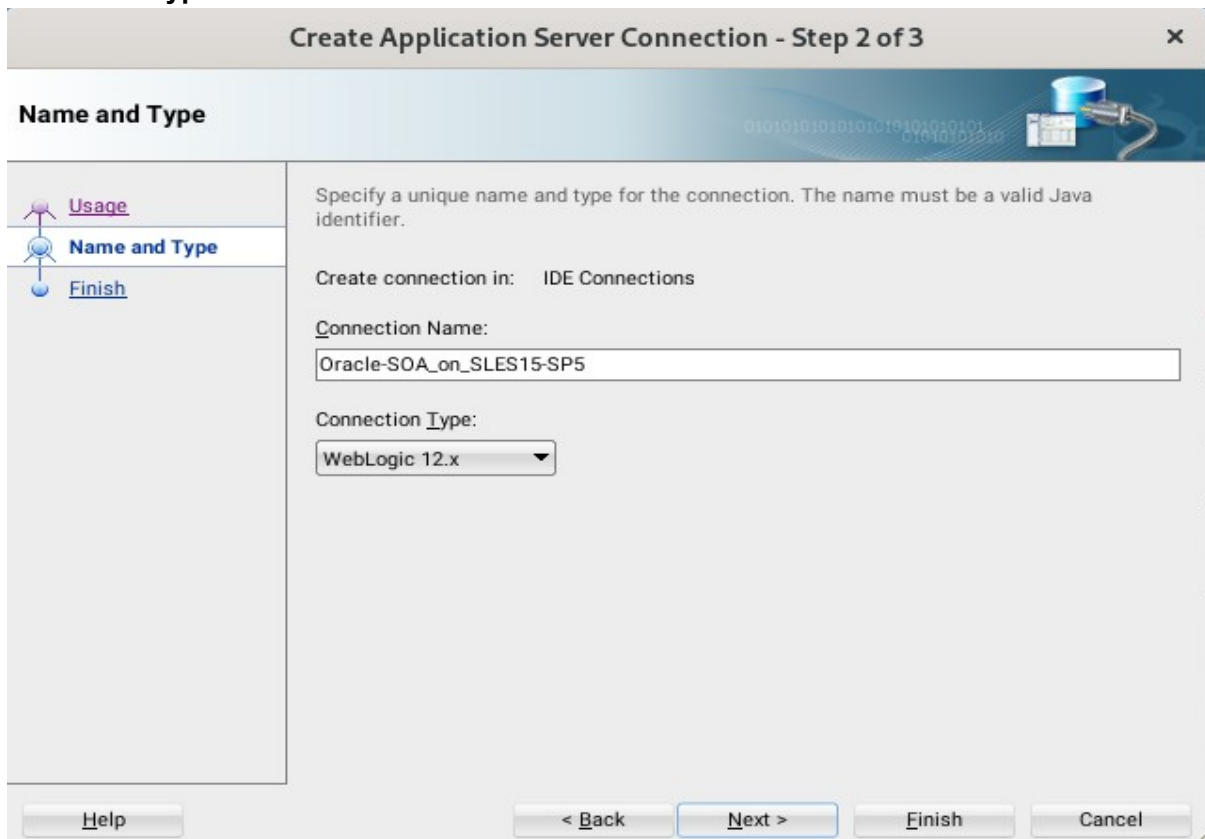 Create Application Server Connection - Step 2 of 3
Name and Type
Usage
Name and Type
Finish
Specify a unique name and type for the connection. The name must be a valid Java
identifier.
Create connection in: IDE Connections
Connection Name:
Oracle-SOA_on_SLES15-SP5
Connection Type:
WebLogic 12.x
Help
< Back
Next >
Finish
Cancel